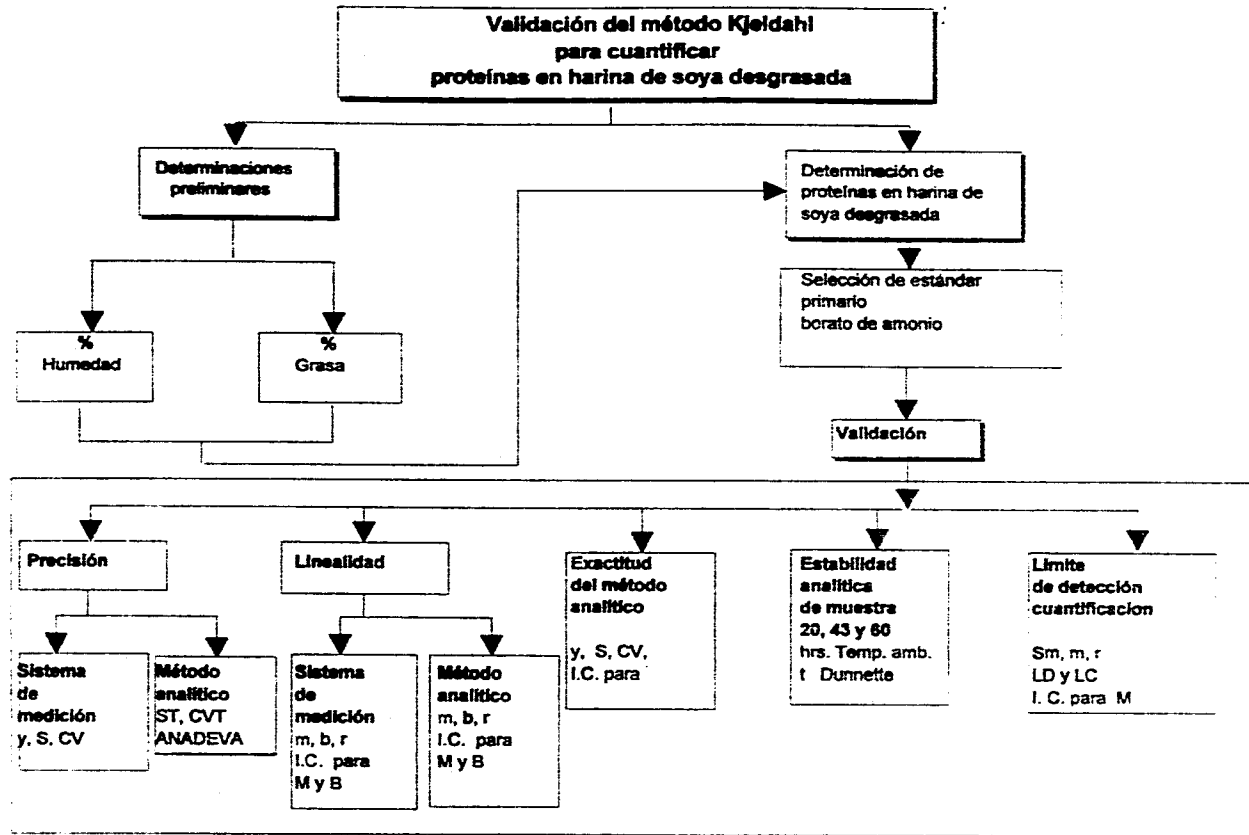 Validación del método Kjeldahl
para cuantificar
proteínas en harina de soya desgrasada
Determinaciones
preliminares
Determinación de
proteínas en harina de
soya desgrasada
Selección de estándar
primario
borato de amonio
%
Humedad
%
Grasa
Validación
Precisión
Linealidad
Exactitud
del método
analítico
y, S, CV,
I.C. para
Estabilidad
analítica
de muestra
20, 43 y 60
hrs. Temp. amb.
t Dunnette
Límite
de detección
cuantificacion
Sm, m, r
LD y LC
I. C. para M
Sistema
de
medición
y, S, CV
Método
analítico
ST, CVT
ANADEVA
Sistema
de
medición
m, b, r
I.C. para
M y B
Método
analítico
m, b, r
I.C. para
M y B